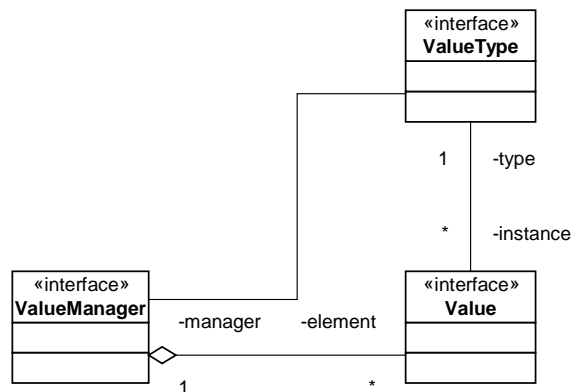 «interface»
ValueType
1 -type
* -instance
«interface»
ValueManager
«interface»
Value
-manager -element
1 *